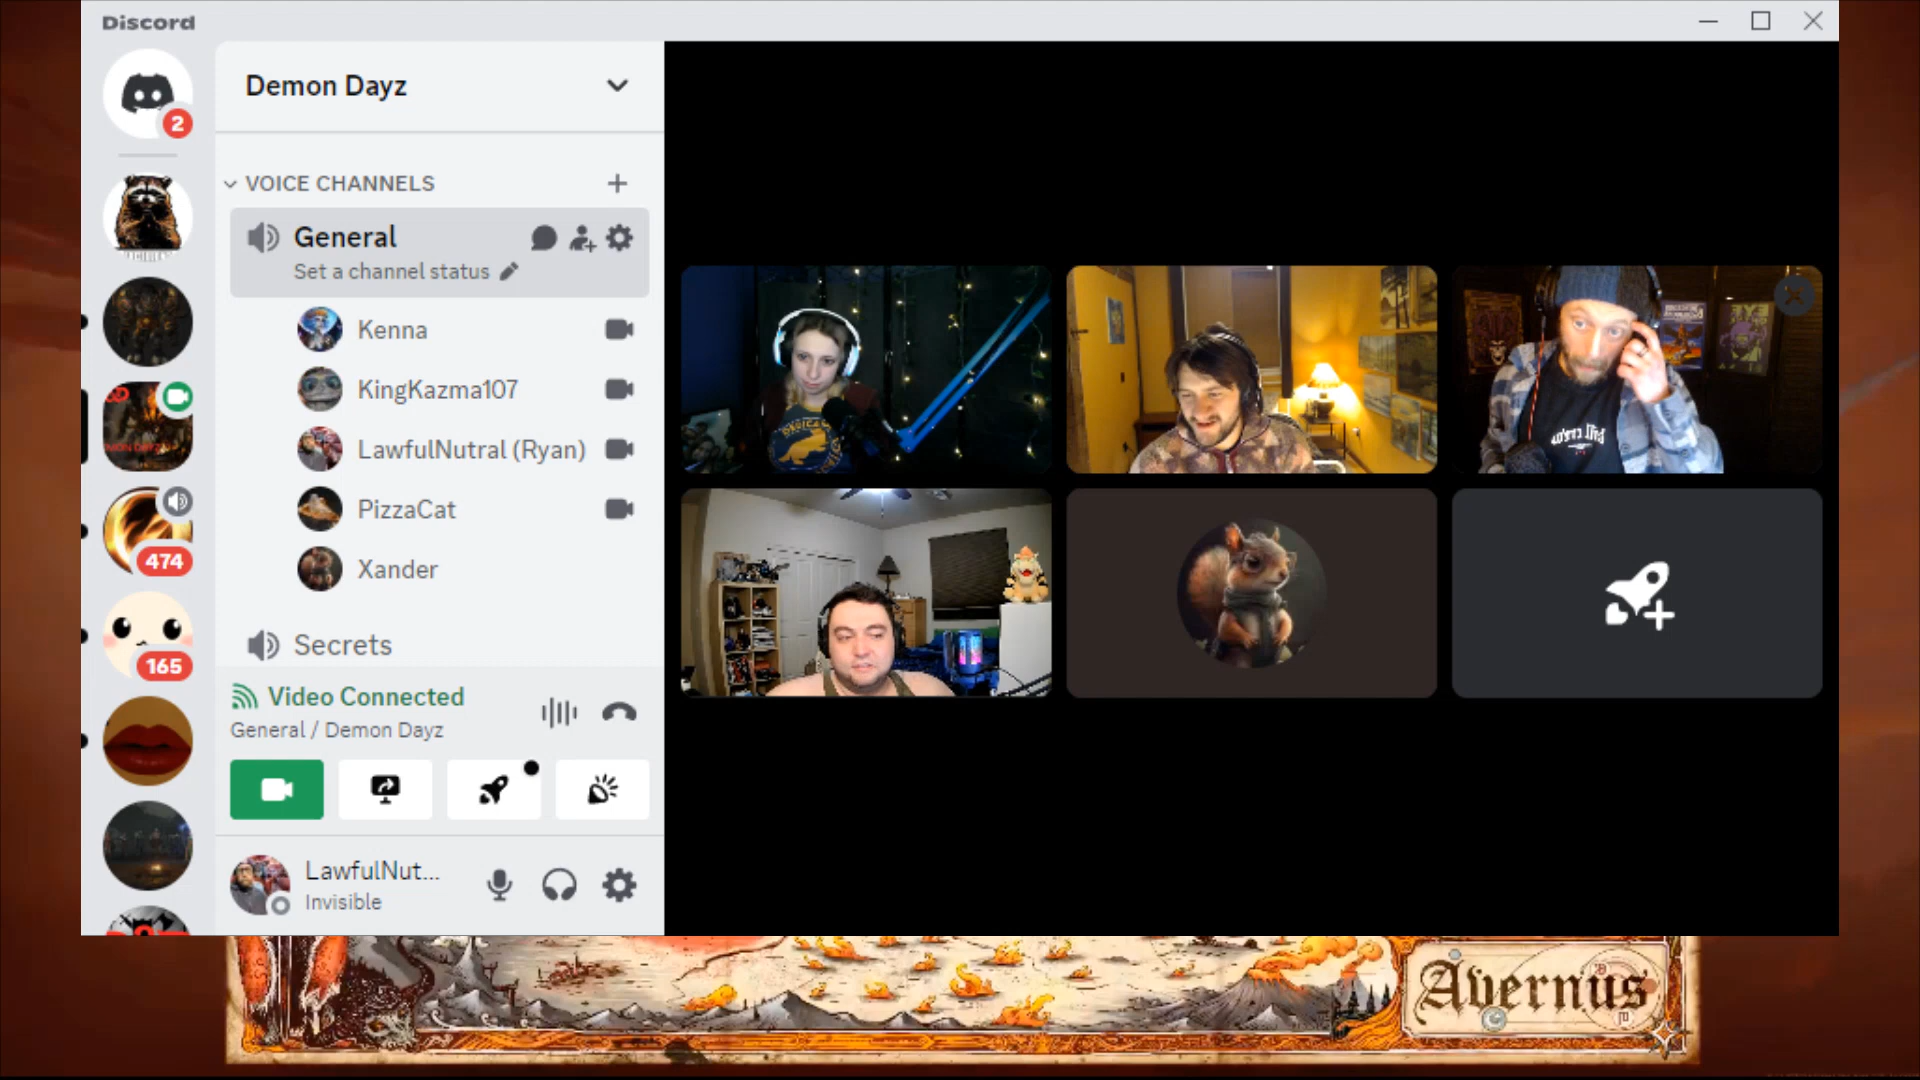 Discord
2
Demon Dayz
VOICE CHANNELS
General
Set a channel status
Kenna
KingKazma107
LawfulNutral (Ryan)
PizzaCat
Xander
474
165
Secrets
Video Connected
General / Demon Dayz
LawfulNut...
Invisible
Avernus